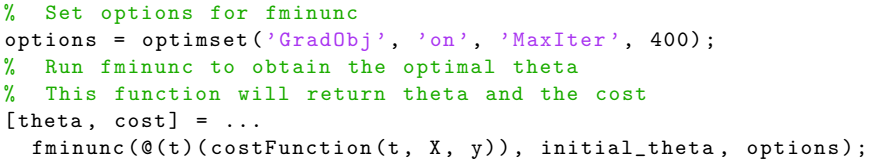 %  Set options for fminunc
options = optimset('GradObj', 'on', 'MaxIter', 400);
%  Run fminunc to obtain the optimal theta
%  This function will return theta and the cost
[theta, cost] = ...
  fminunc(@(t)(costFunction(t, X, y)), initial_theta, options);